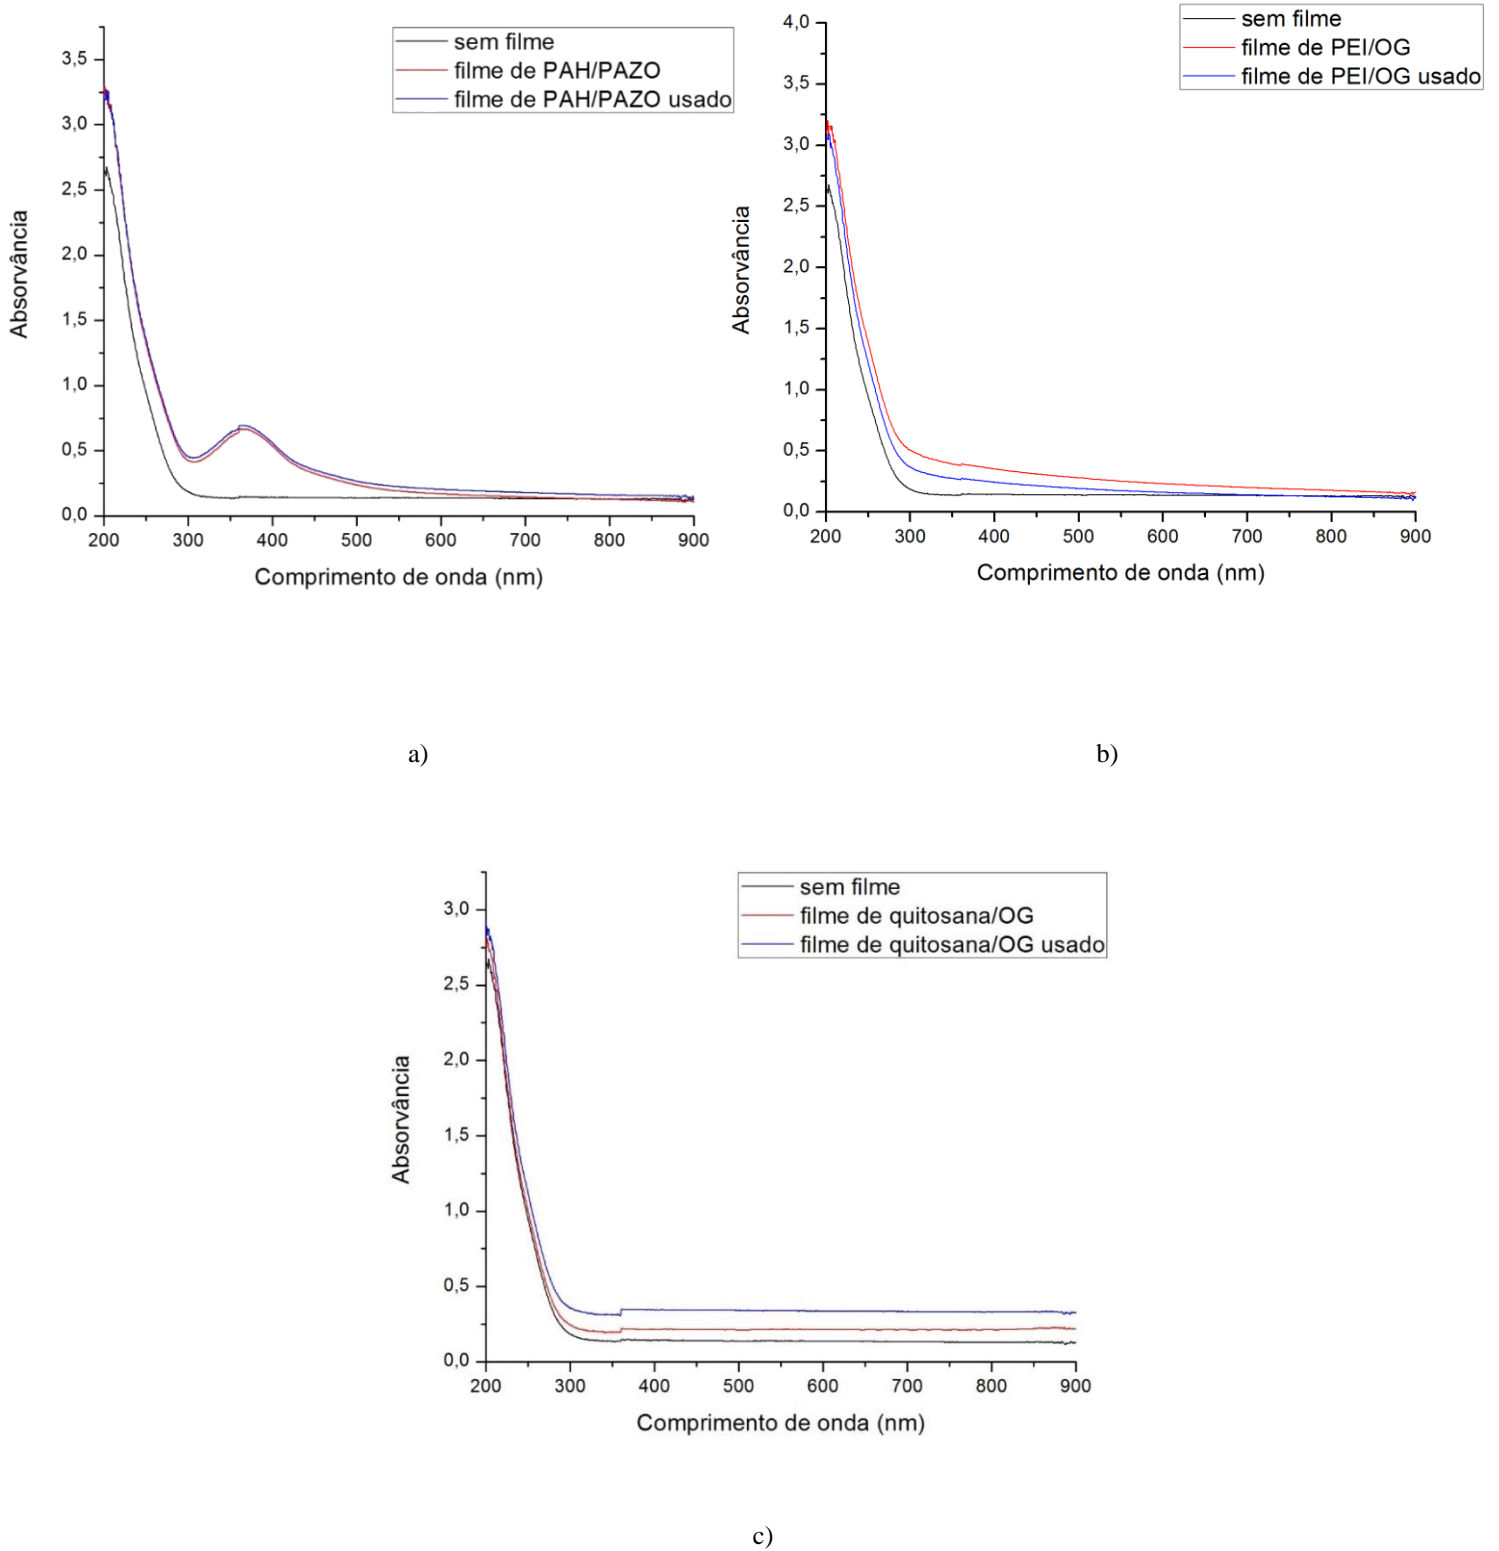 sem filme
filme de PAH/PAZO
filme de PAH/PAZO usado
3,5
3,0
2,5
2,0
1,5
1,0
0,5
0,0
Absorvância
200 300 400 500 600 700 800 900
Comprimento de onda (nm)
a)
sem filme
filme de PEI/OG
filme de PEI/OG usado
4,0
3,5
3,0
2,5
2,0
1,5
1,0
0,5
0,0
Absorvância
200 300 400 500 600 700 800 900
Comprimento de onda (nm)
b)
sem filme
filme de quitosana/OG
filme de quitosana/OG usado
3,0
2,5
2,0
1,5
1,0
0,5
0,0
Absorvância
200 300 400 500 600 700 800 900
Comprimento de onda (nm)
c)